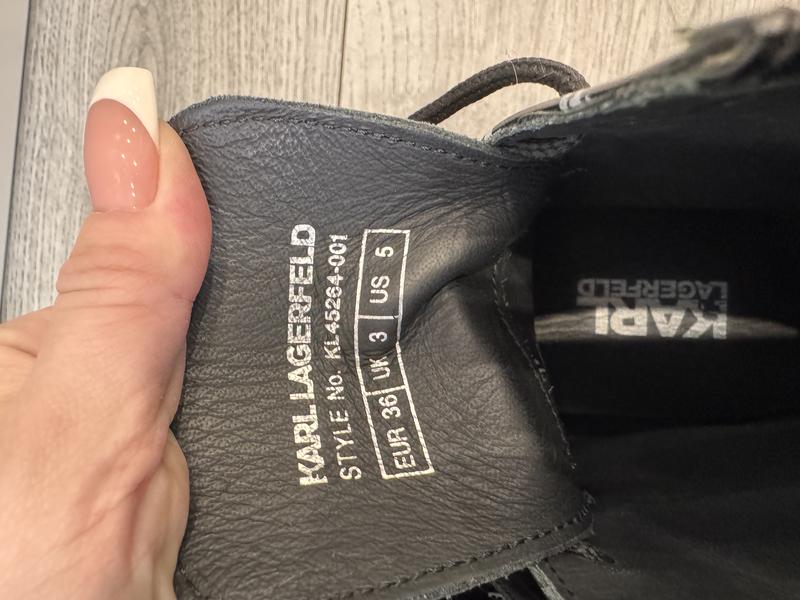 KARL LAGERFELD
STYLE No. KL45264-001
EUR 36 UK 3 US 5
KARL
LAGERFELD